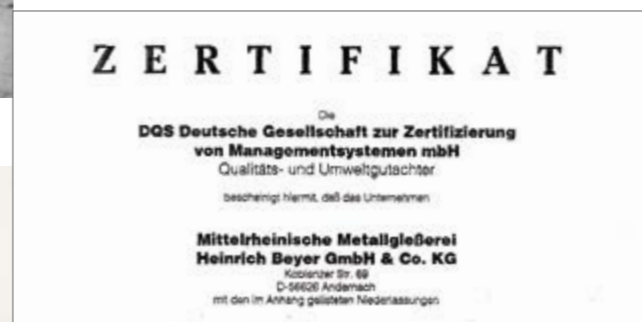 ZERTIFIKAT
Die
DQS Deutsche Gesellschaft zur Zertifizierung
von Managementsystemen mbH
Qualitäts- und Umweltgutachter
bescheinigt hiermit, daß das Unternehmen
Mittelrheinische Metallgießerei
Heinrich Beyer GmbH & Co. KG
Koblenzer Str. 69
D-56626 Andernach
mit den im Anhang gelisteten Niederlassungen